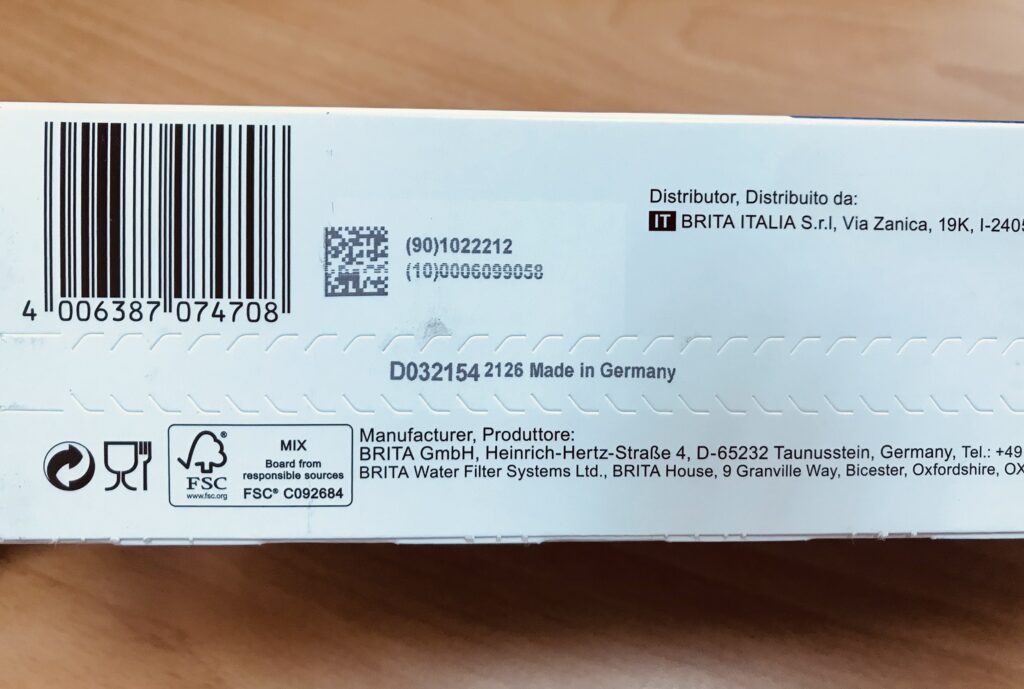 4 006387 074708
(90)1022212
(10)0006099058
Distributor, Distribuito da:
IT BRITA ITALIA S.r.l, Via Zanica, 19K, I-2405
D032154 2126 Made in Germany
FSC®
www.fsc.org
MIX
Board from
responsible sources
FSC® C092684
Manufacturer, Produttore:
BRITA GmbH, Heinrich-Hertz-Straße 4, D-65232 Taunusstein, Germany, Tel.: +49
BRITA Water Filter Systems Ltd., BRITA House, 9 Granville Way, Bicester, Oxfordshire, OX